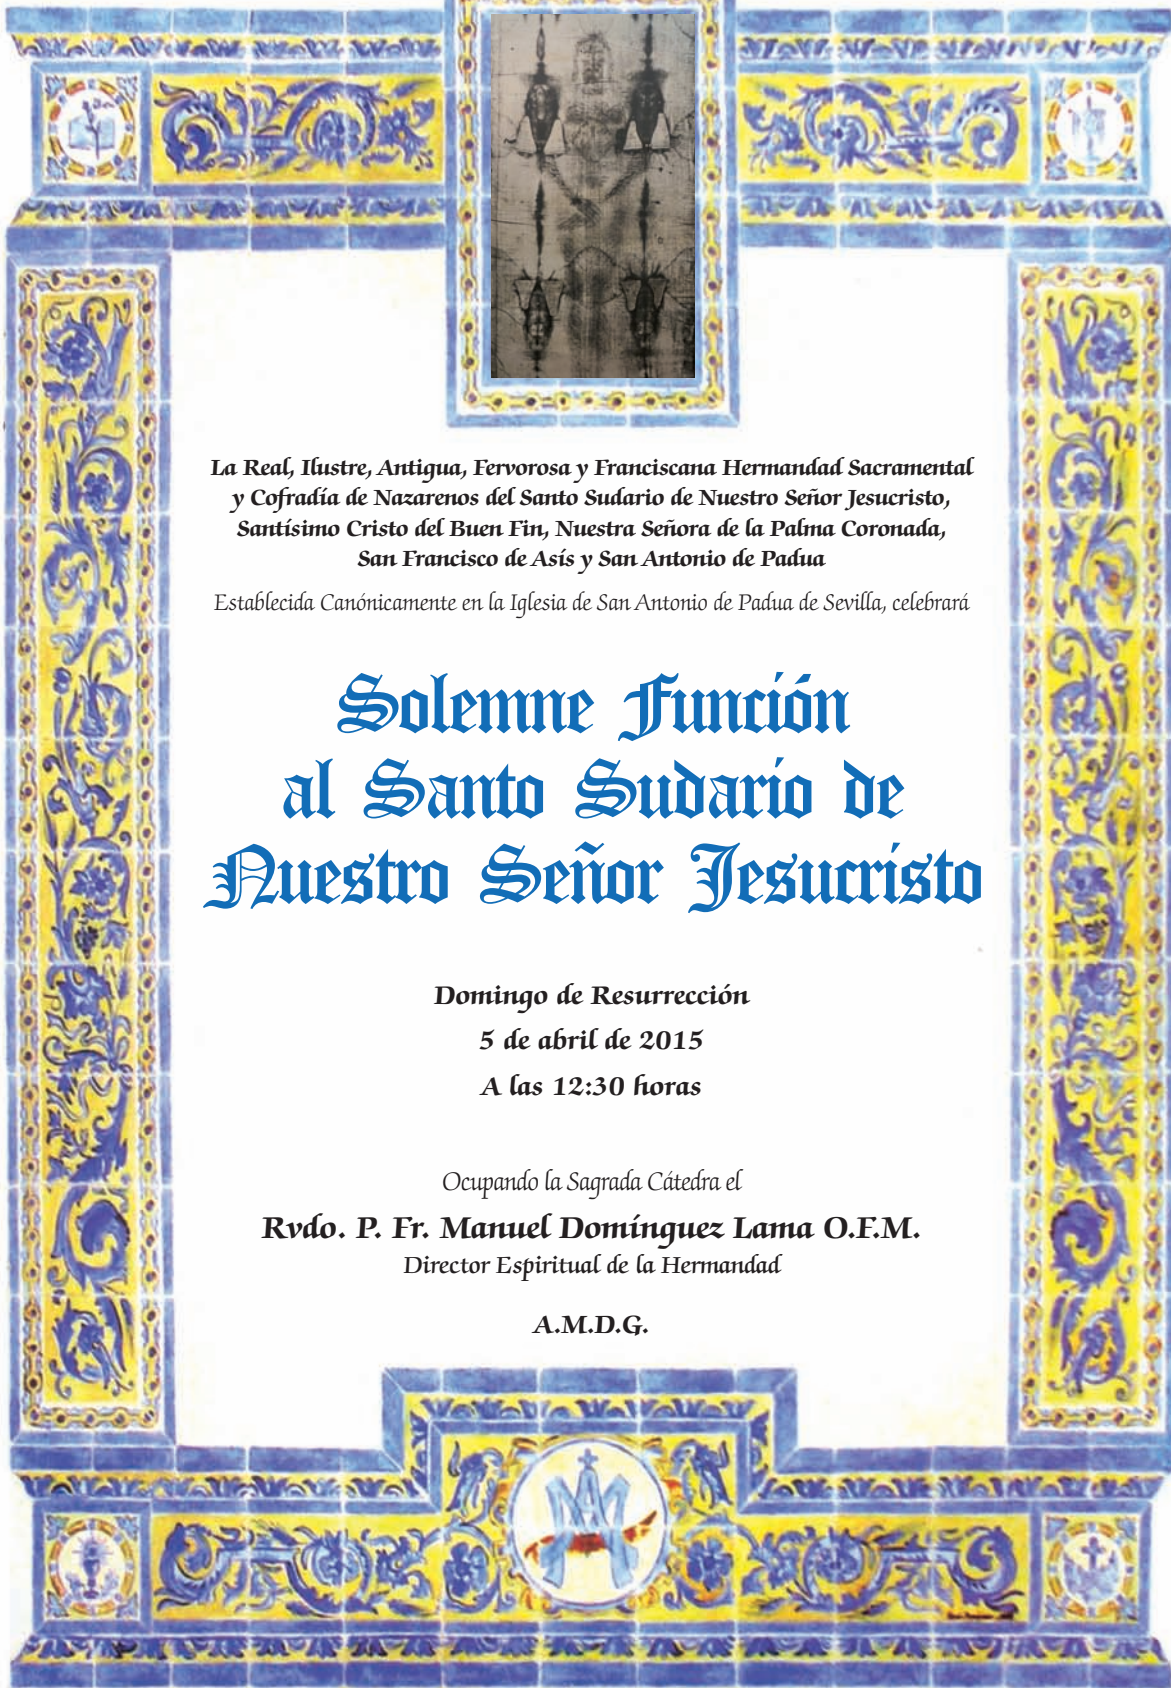 La Real, Ilustre, Antigua, Fervorosa y Franciscana Hermandad Sacramental
y Cofradía de Nazarenos del Santo Sudario de Nuestro Señor Jesucristo,
Santísimo Cristo del Buen Fin, Nuestra Señora de la Palma Coronada,
San Francisco de Asís y San Antonio de Padua
Establecida Canónicamente en la Iglesia de San Antonio de Padua de Sevilla, celebrará
Solemne Función
al Santo Sudario de
Nuestro Señor Jesucristo
Domingo de Resurrección
5 de abril de 2015
A las 12:30 horas
Ocupando la Sagrada Cátedra el
Rvdo. P. Fr. Manuel Domínguez Lama O.F.M.
Director Espiritual de la Hermandad
A.M.D.G.